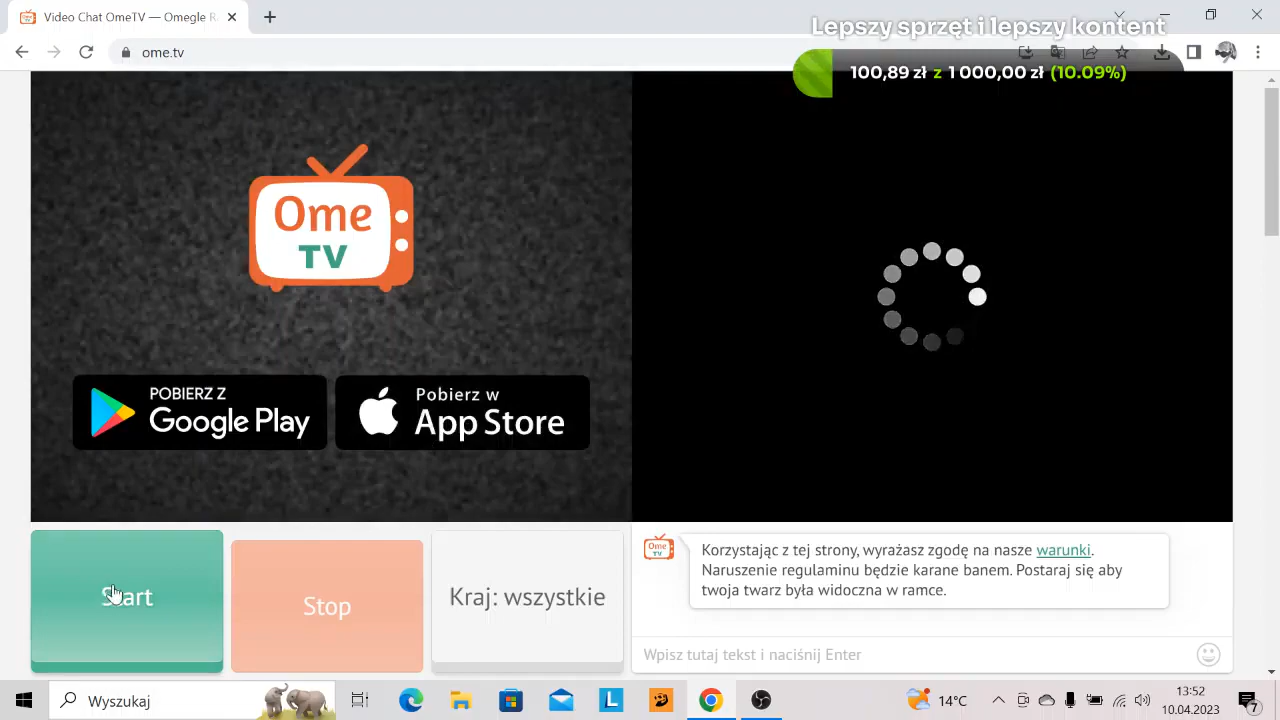 Video Chat OmeTV — Omegle R
Lepszy sprzęt i lepszy kontent
ome.tv
100,89 zł z 1 000,00 zł (10.09%)
Ome
TV
POBIERZ Z
Google Play
Pobierz w
App Store
Start
Stop
Kraj: wszystkie
Ome
TV
Korzystając z tej strony, wyrażasz zgodę na nasze warunki.
Naruszenie regulaminu będzie karane banem. Postaraj się aby
twoja twarz była widoczna w ramce.
Wpisz tutaj tekst i naciśnij Enter
Wyszukaj
L
14°C
13:52
10.04.2023
7